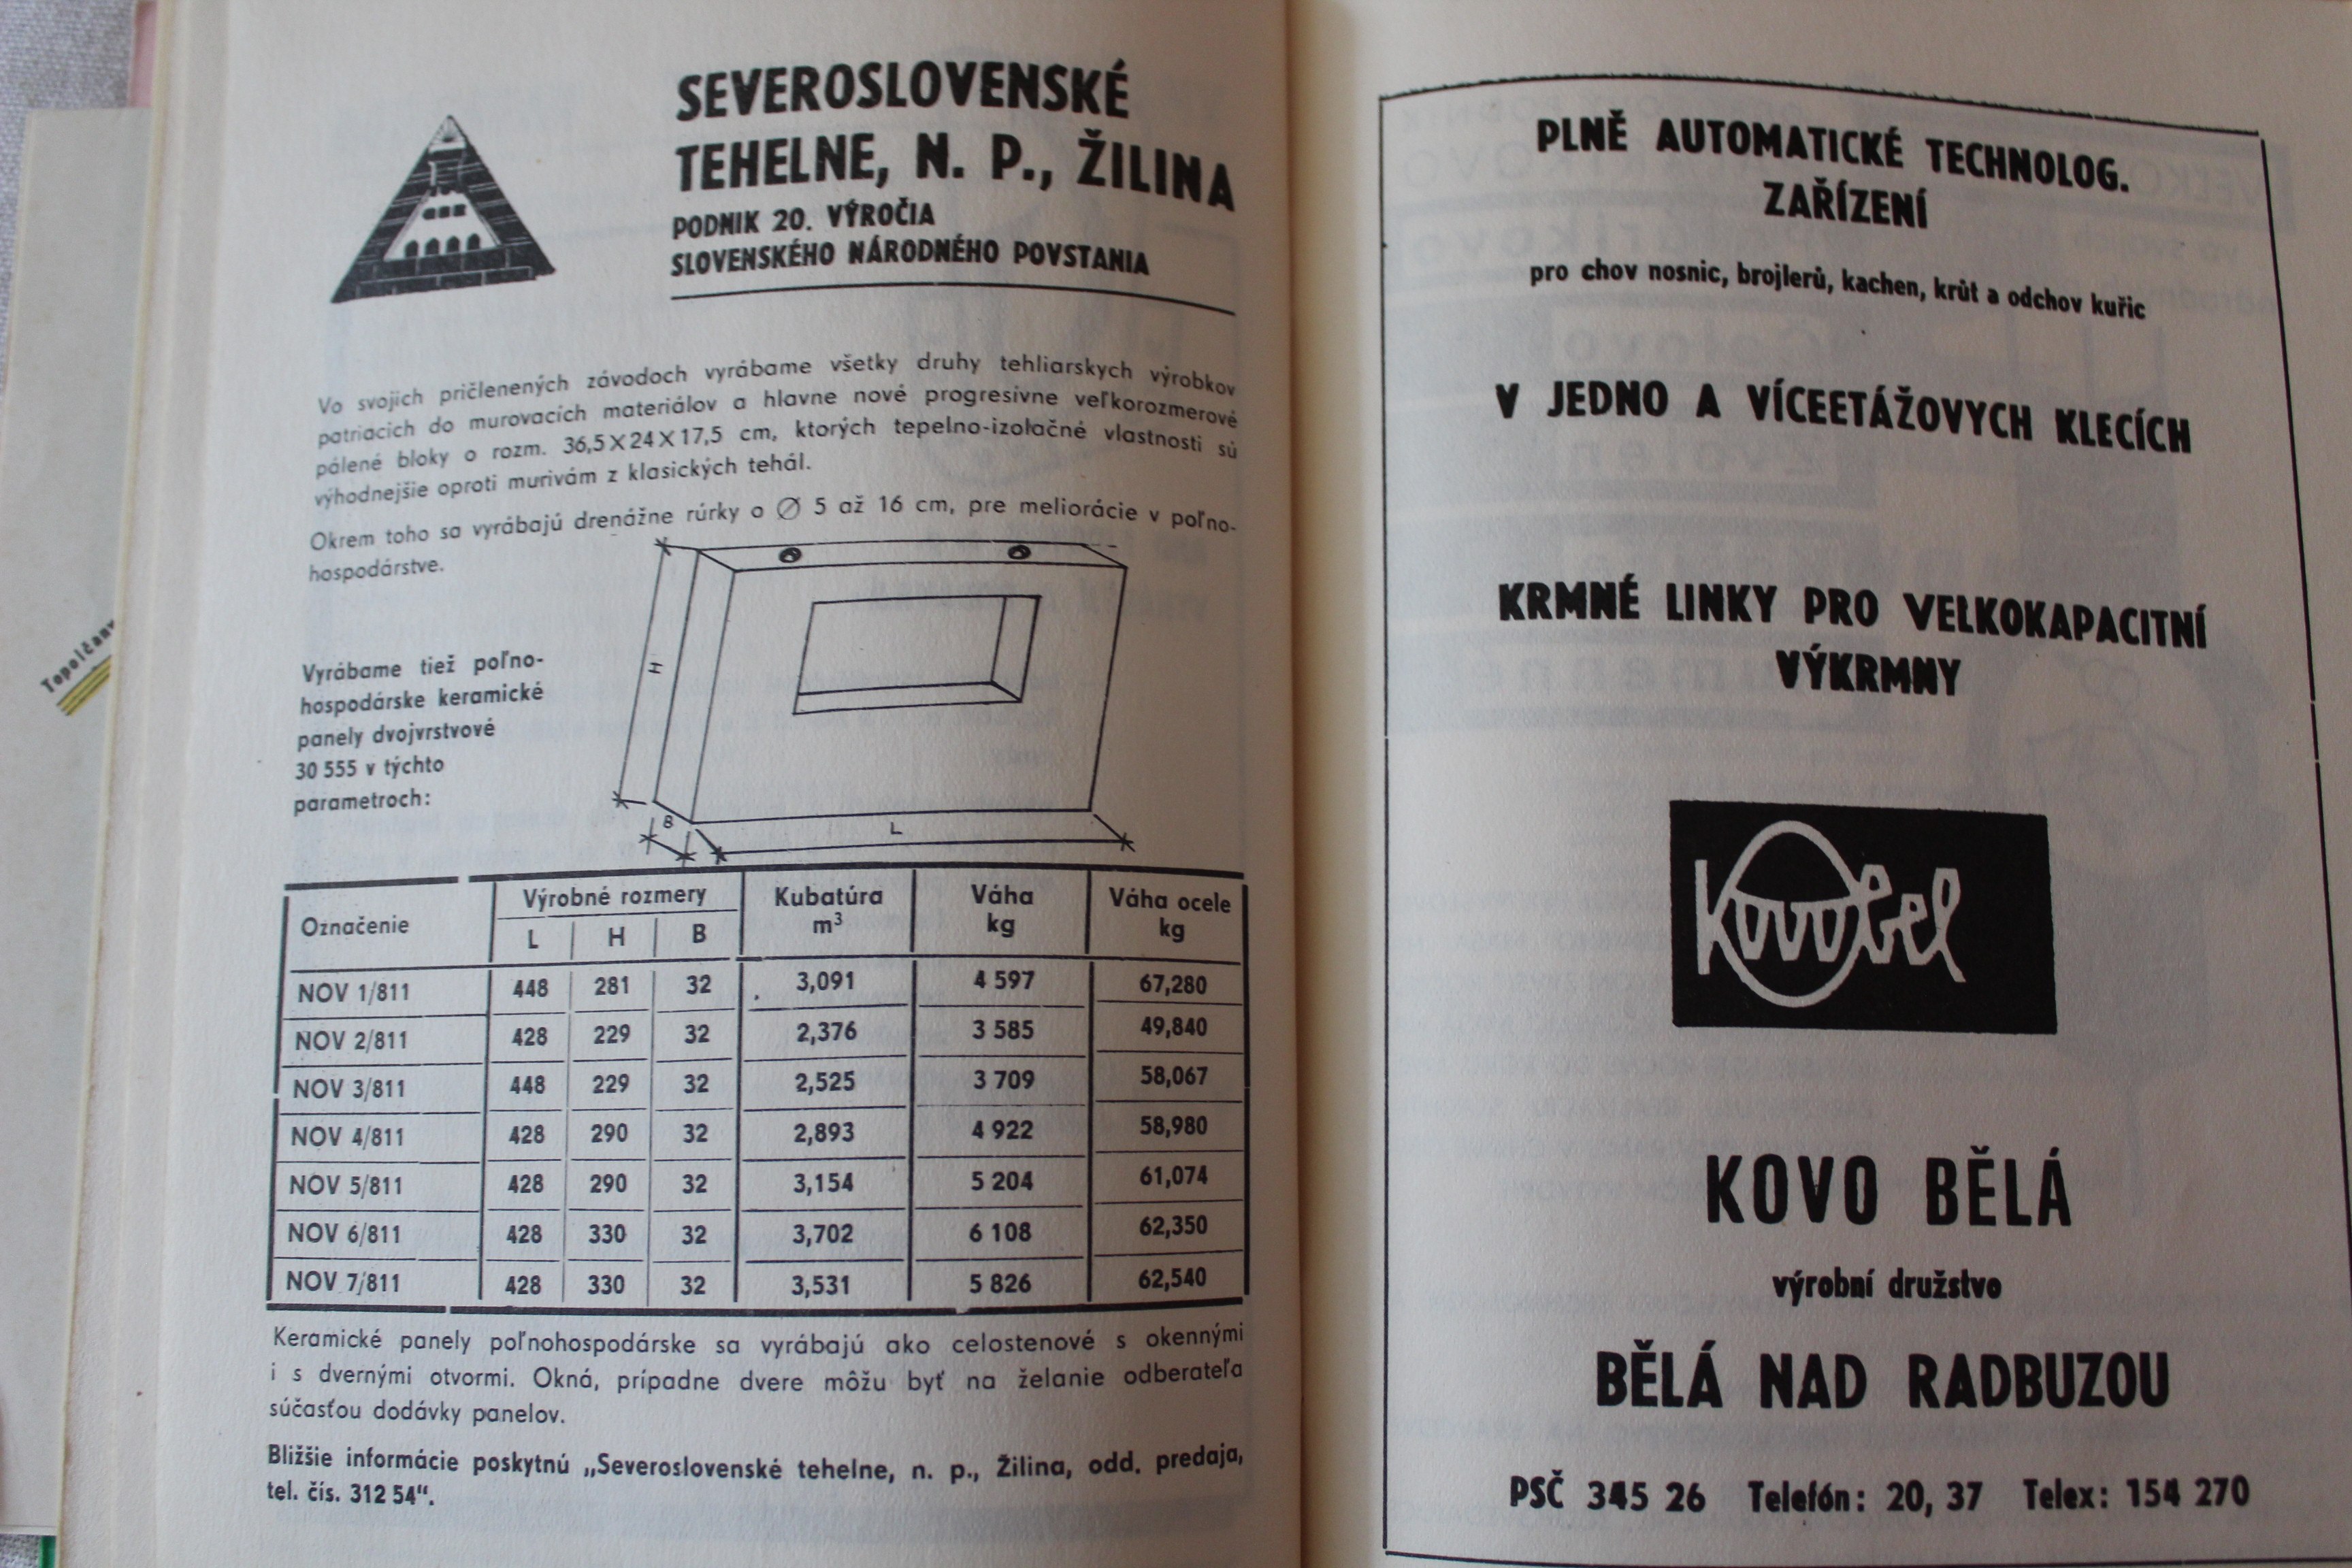 Topolčany
SEVEROSLOVENSKÉ
TEHELNE, N. P., ŽILINA
PODNIK 20. VÝROČIA
SLOVENSKÉHO NÁRODNÉHO POVSTANIA
Vo svojich pričlenených závodoch vyrábame všetky druhy tehliarskych výrobkov
patriacich do murovacích materiálov a hlavne nové progresívne veľkorozmerové
pálené bloky o rozm. 36,5X24X17,5 cm, ktorých tepelno-izolačné vlastnosti sú
výhodnejšie oproti murivám z klasických tehál.
Okrem toho sa vyrábajú drenážne rúrky o ∅ 5 až 16 cm, pre meliorácie v poľno-
hospodárstve.
Vyrábame tiež poľno-
hospodárske keramické
panely dvojvrstvové
30 555 v týchto
parametroch:
H
B
L
Označenie Výrobné rozmery Kubatúra m³ Váha kg Váha ocele kg
L H B
NOV 1/811 448 281 32 3,091 4 597 67,280
NOV 2/811 428 229 32 2,376 3 585 49,840
NOV 3/811 448 229 32 2,525 3 709 58,067
NOV 4/811 428 290 32 2,893 4 922 58,980
NOV 5/811 428 290 32 3,154 5 204 61,074
NOV 6/811 428 330 32 3,702 6 108 62,350
NOV 7/811 428 330 32 3,531 5 826 62,540
Keramické panely poľnohospodárske sa vyrábajú ako celostenové s okennými
i s dvernými otvormi. Okná, prípadne dvere môžu byť na želanie odberateľa
súčasťou dodávky panelov.
Bližšie informácie poskytnú „Severoslovenské tehelne, n. p., Žilina, odd. predaja,
tel. čís. 312 54“.
PLNĚ AUTOMATICKÉ TECHNOLOG.
ZAŘÍZENÍ
pro chov nosnic, brojlerů, kachen, krůt a odchov kuřic
V JEDNO A VÍCEETÁŽOVYCH KLECÍCH
KRMNÉ LINKY PRO VELKOKAPACITNÍ
VÝKRMNY
Kovobel
KOVO BĚLÁ
výrobní družstvo
BĚLÁ NAD RADBUZOU
PSČ 345 26 Telefón: 20, 37 Telex: 154 270